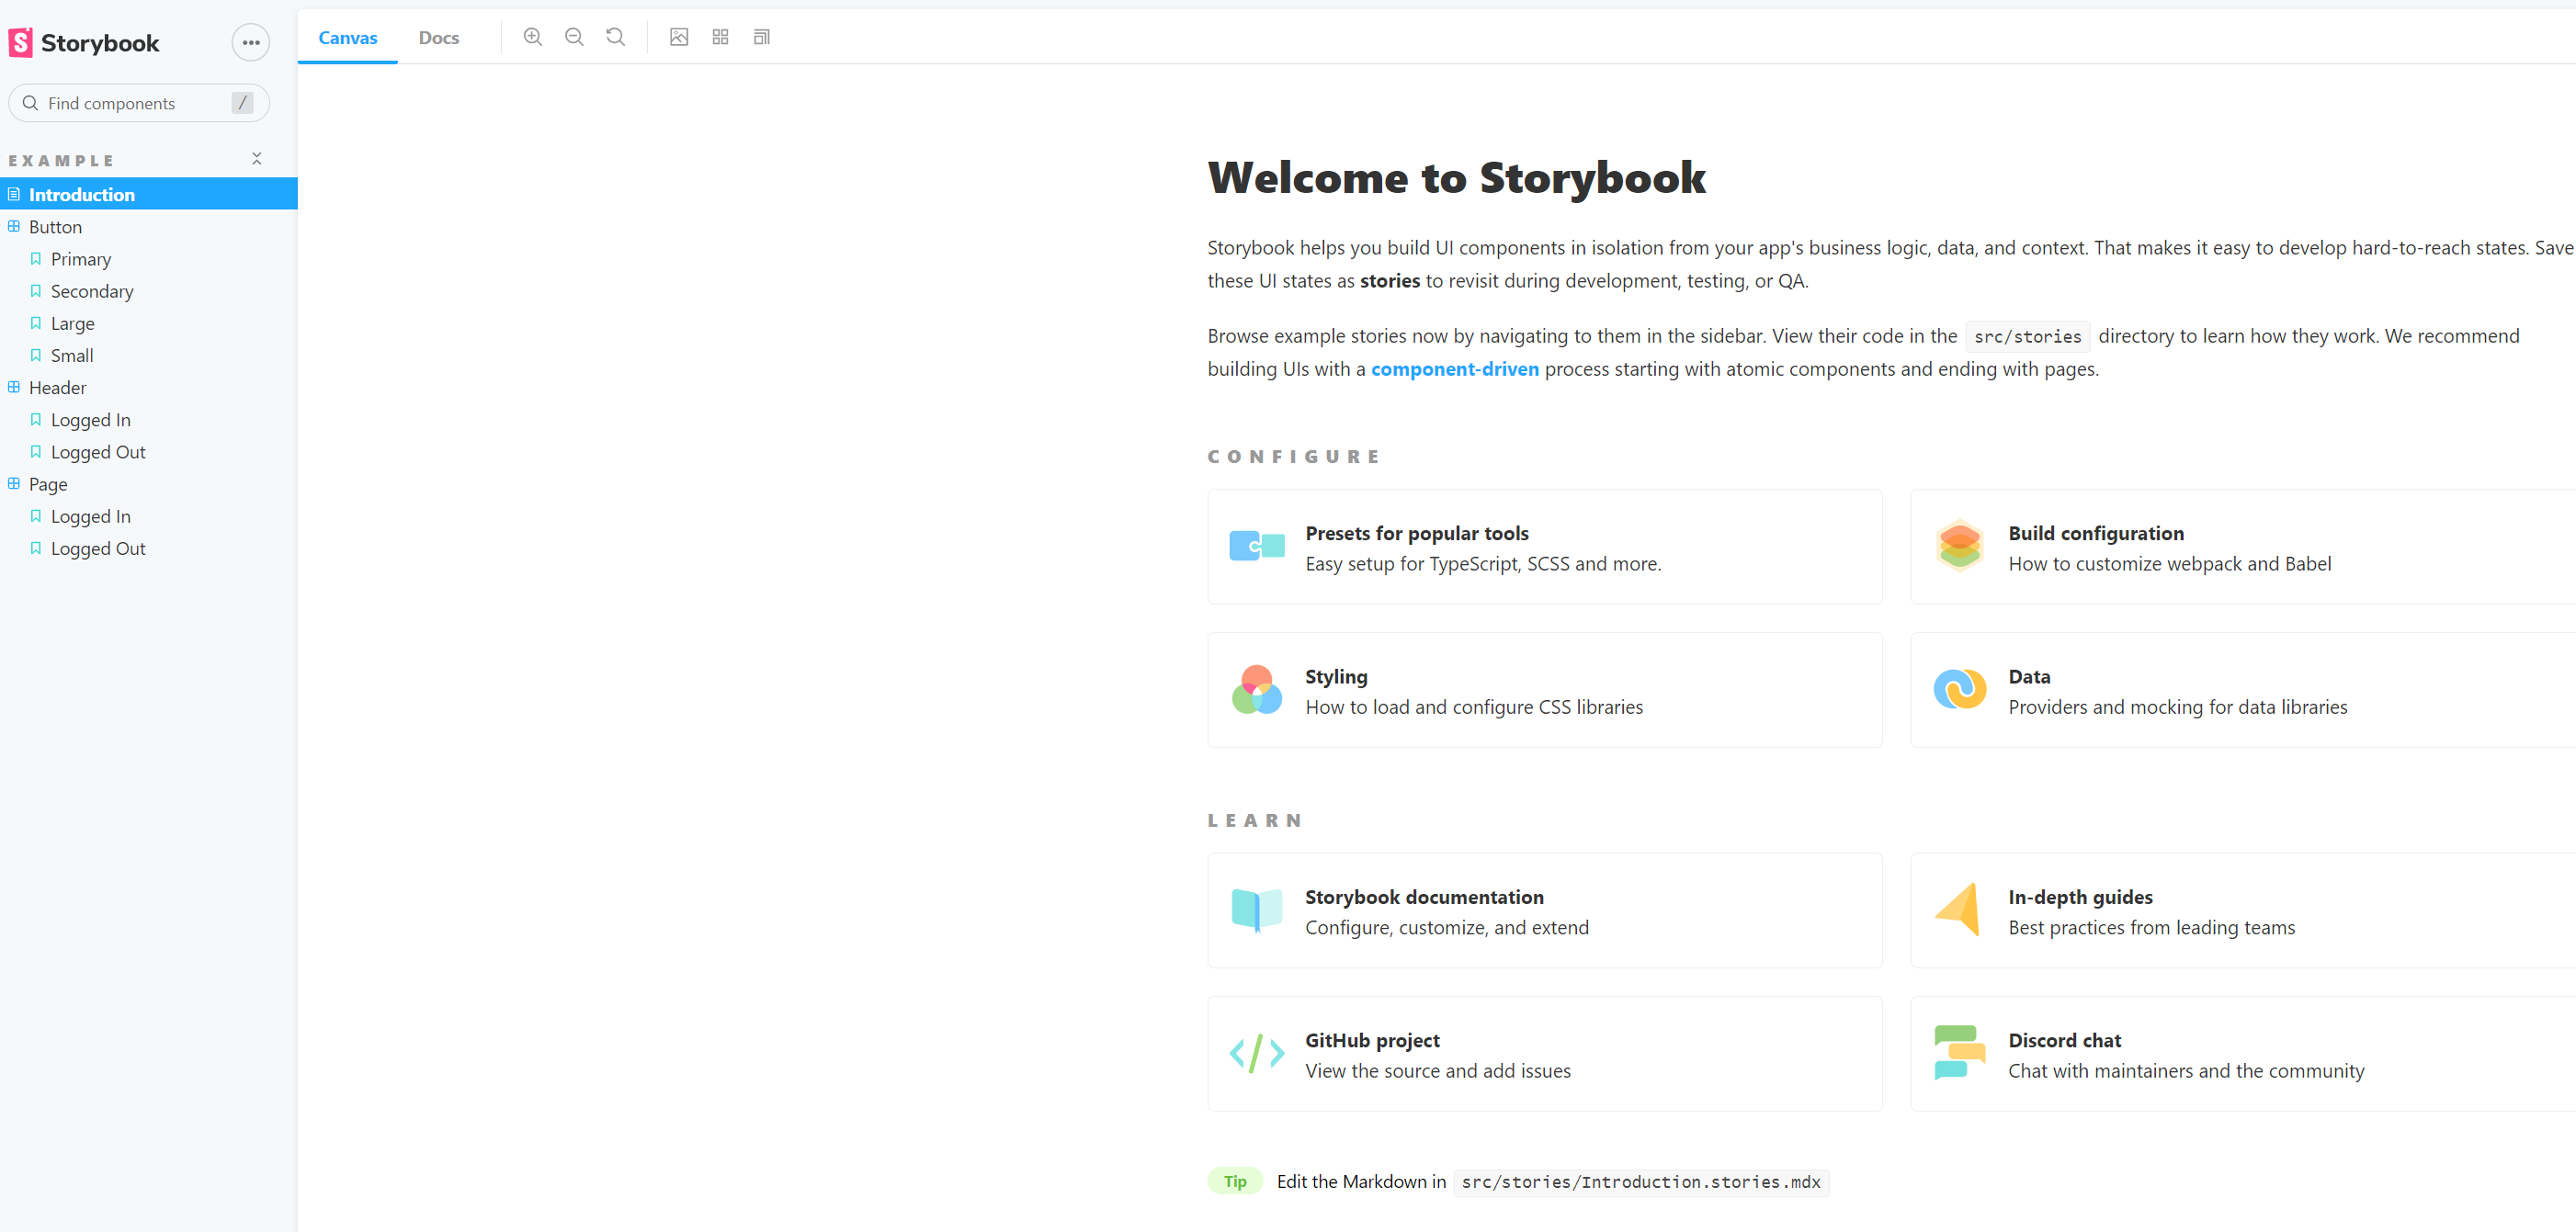 Storybook
Find components /
EXAMPLE
Introduction
Button
Primary
Secondary
Large
Small
Header
Logged In
Logged Out
Page
Logged In
Logged Out
Canvas Docs
Welcome to Storybook
Storybook helps you build UI components in isolation from your app's business logic, data, and context. That makes it easy to develop hard-to-reach states. Save
these UI states as stories to revisit during development, testing, or QA.
Browse example stories now by navigating to them in the sidebar. View their code in the src/stories directory to learn how they work. We recommend
building UIs with a component-driven process starting with atomic components and ending with pages.
CONFIGURE
Presets for popular tools
Easy setup for TypeScript, SCSS and more.
Build configuration
How to customize webpack and Babel
Styling
How to load and configure CSS libraries
Data
Providers and mocking for data libraries
LEARN
Storybook documentation
Configure, customize, and extend
In-depth guides
Best practices from leading teams
GitHub project
View the source and add issues
Discord chat
Chat with maintainers and the community
Tip Edit the Markdown in src/stories/Introduction.stories.mdx